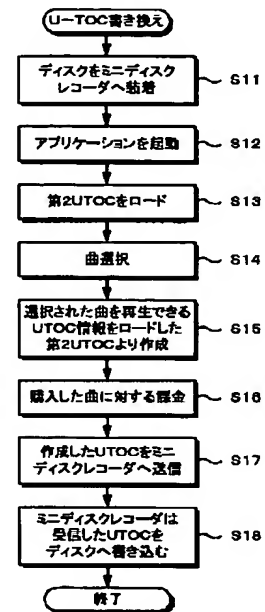 U－TOC書き換え
ディスクをミニディスク
レコーダへ装着
S11
アプリケーションを起動
S12
第2UTOCをロード
S13
曲選択
S14
選択された曲を再生できる
UTOC情報をロードした
第2UTOCより作成
S15
購入した曲に対する課金
S16
作成したUTOCをミニ
ディスクレコーダへ送信
S17
ミニディスクレコーダは
受信したUTOCを
ディスクへ書き込む
S18
終了